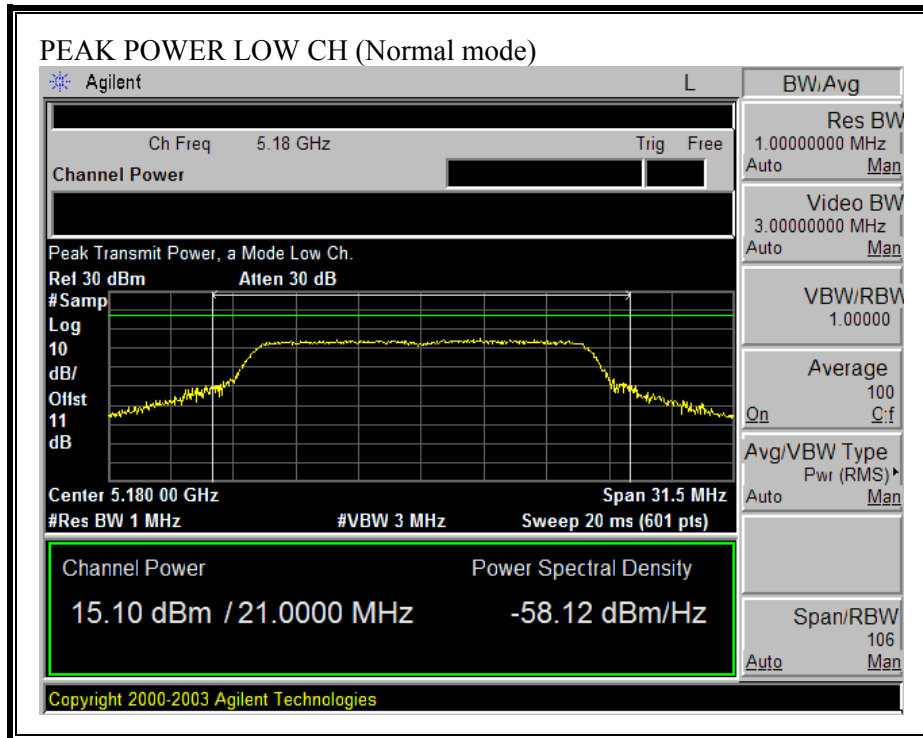 PEAK POWER LOW CH (Normal mode)
Agilent L BW/Avg
Ch Freq 5.18 GHz Trig Free
Channel Power
Res BW
1.00000000 MHz
Auto Man
Video BW
3.00000000 MHz
Auto Man
VBW/RBW
1.00000
Average
100
On
Avg/VBW Type
Pwr (RMS)
Auto Man
Span/RBW
106
Auto Man
Peak Transmit Power, a Mode Low Ch.
Ref 30 dBm Atten 30 dB
#Samp
Log
10
dB/
Offst
11
dB
Center 5.180 00 GHz Span 31.5 MHz
#Res BW 1 MHz #VBW 3 MHz Sweep 20 ms (601 pts)
Channel Power Power Spectral Density
15.10 dBm / 21.0000 MHz -58.12 dBm/Hz
Copyright 2000-2003 Agilent Technologies